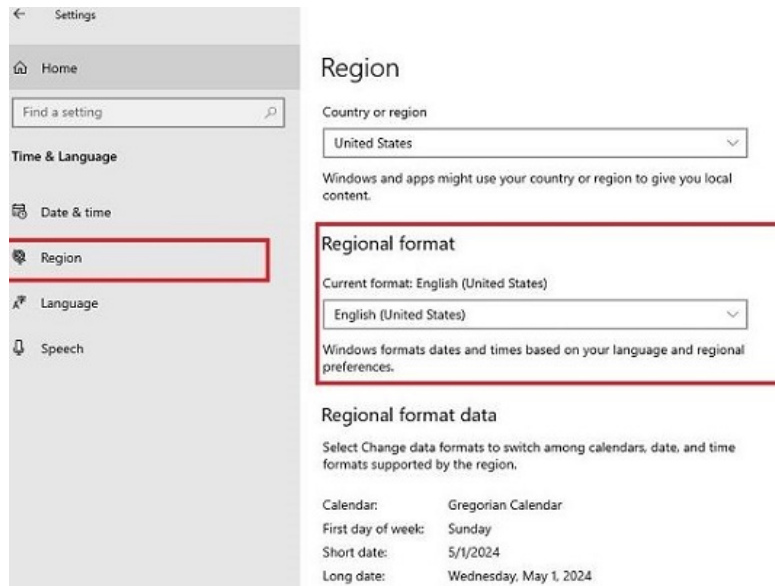 Settings
Home
Find a setting
Time & Language
Date & time
Region
Language
Speech
Region
Country or region
United States
Windows and apps might use your country or region to give you local
content.
Regional format
Current format: English (United States)
English (United States)
Windows formats dates and times based on your language and regional
preferences.
Regional format data
Select Change data formats to switch among calendars, date, and time
formats supported by the region.
Calendar: Gregorian Calendar
First day of week: Sunday
Short date: 5/1/2024
Long date: Wednesday, May 1, 2024